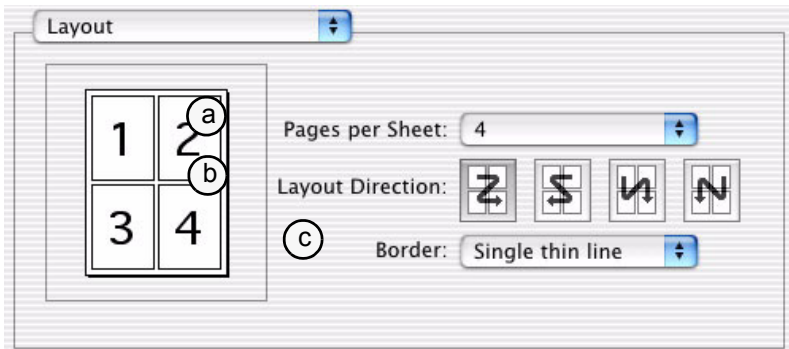 Layout
1 2
a
b
3 4
Pages per Sheet: 4
Layout Direction:
c
Border: Single thin line